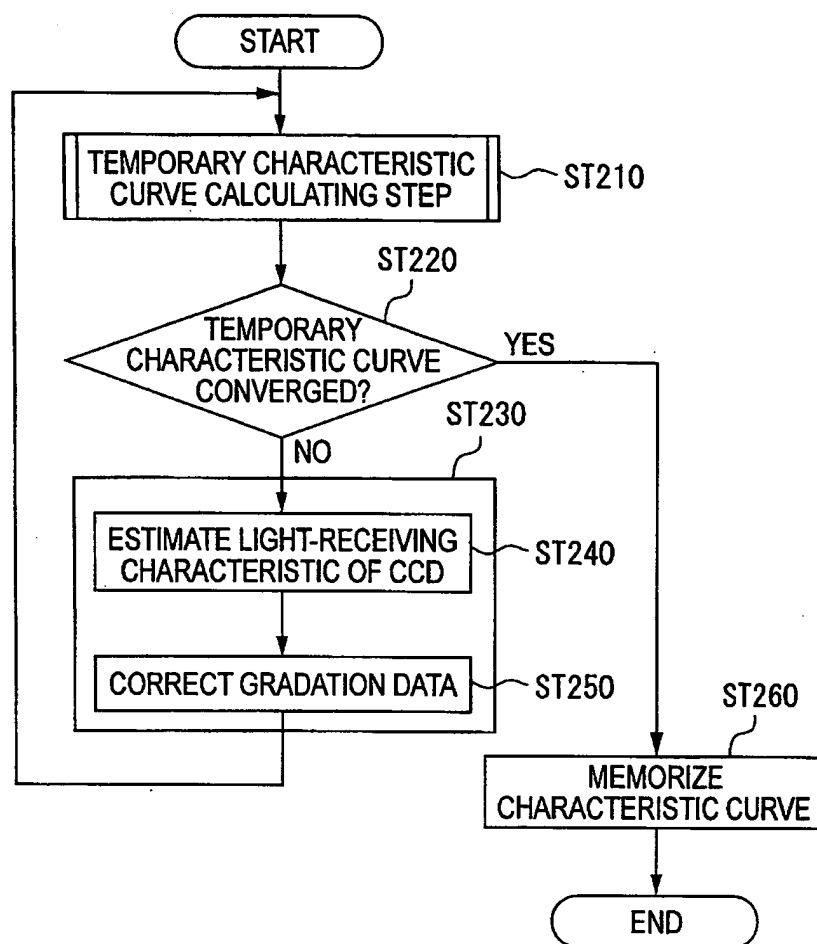 START
TEMPORARY CHARACTERISTIC
CURVE CALCULATING STEP
ST210
ST220
TEMPORARY
CHARACTERISTIC CURVE
CONVERGED?
YES
NO
ST230
ESTIMATE LIGHT-RECEIVING
CHARACTERISTIC OF CCD
ST240
CORRECT GRADATION DATA
ST250
ST260
MEMORIZE
CHARACTERISTIC CURVE
END